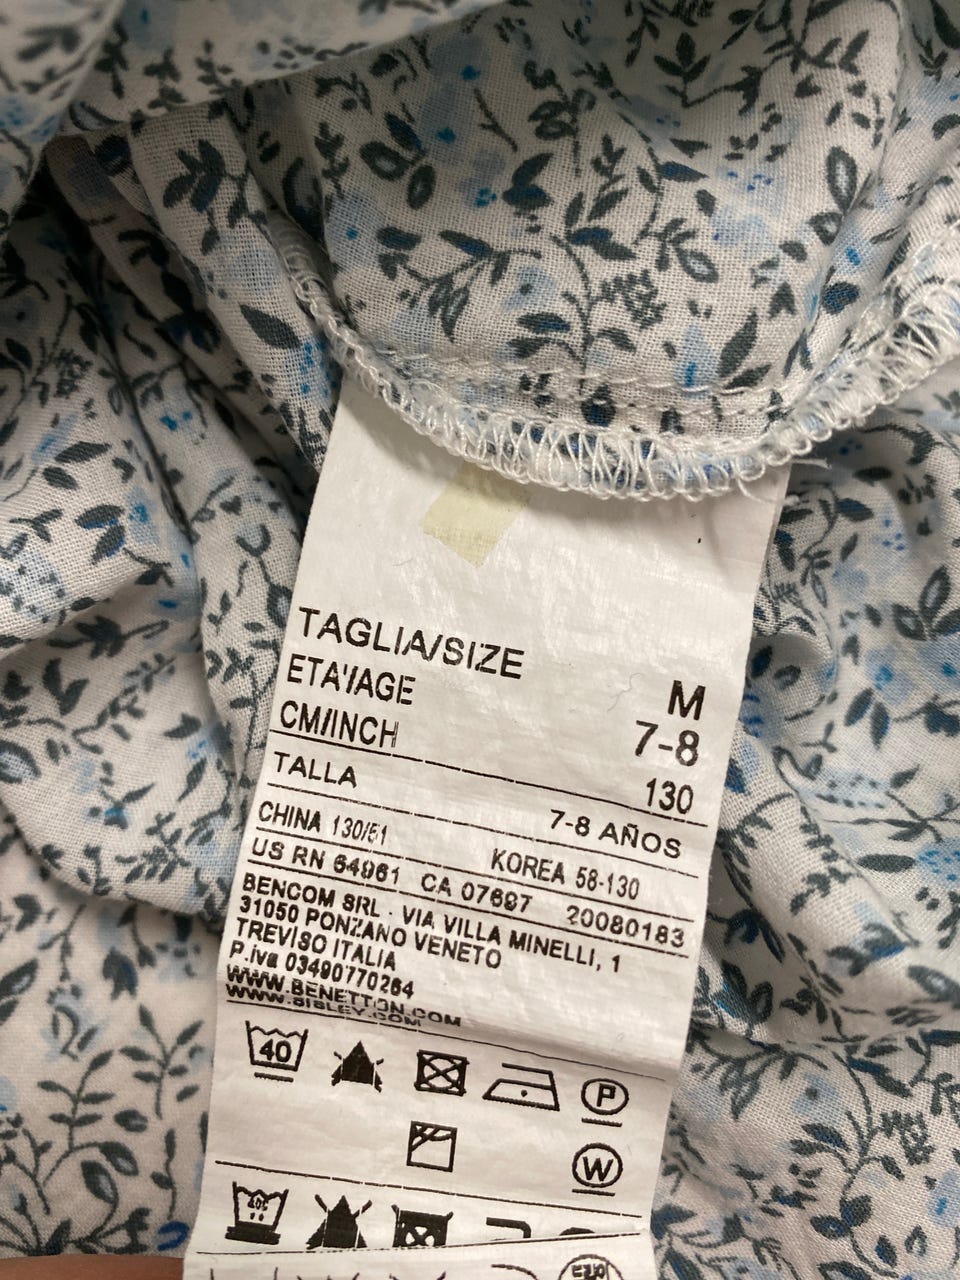 TAGLIA/SIZE M
ETA'/AGE 7-8
CM/INCH 130
TALLA 7-8 AÑOS
CHINA 130/61 KOREA 58-130
US RN 64961 CA 07697 20080183
BENCOM SRL - VIA VILLA MINELLI, 1
31050 PONZANO VENETO
TREVISO ITALIA
P.iva 03490770264
WWW.BENETTON.COM
WWW.SISLEY.COM
40
P
W
40C